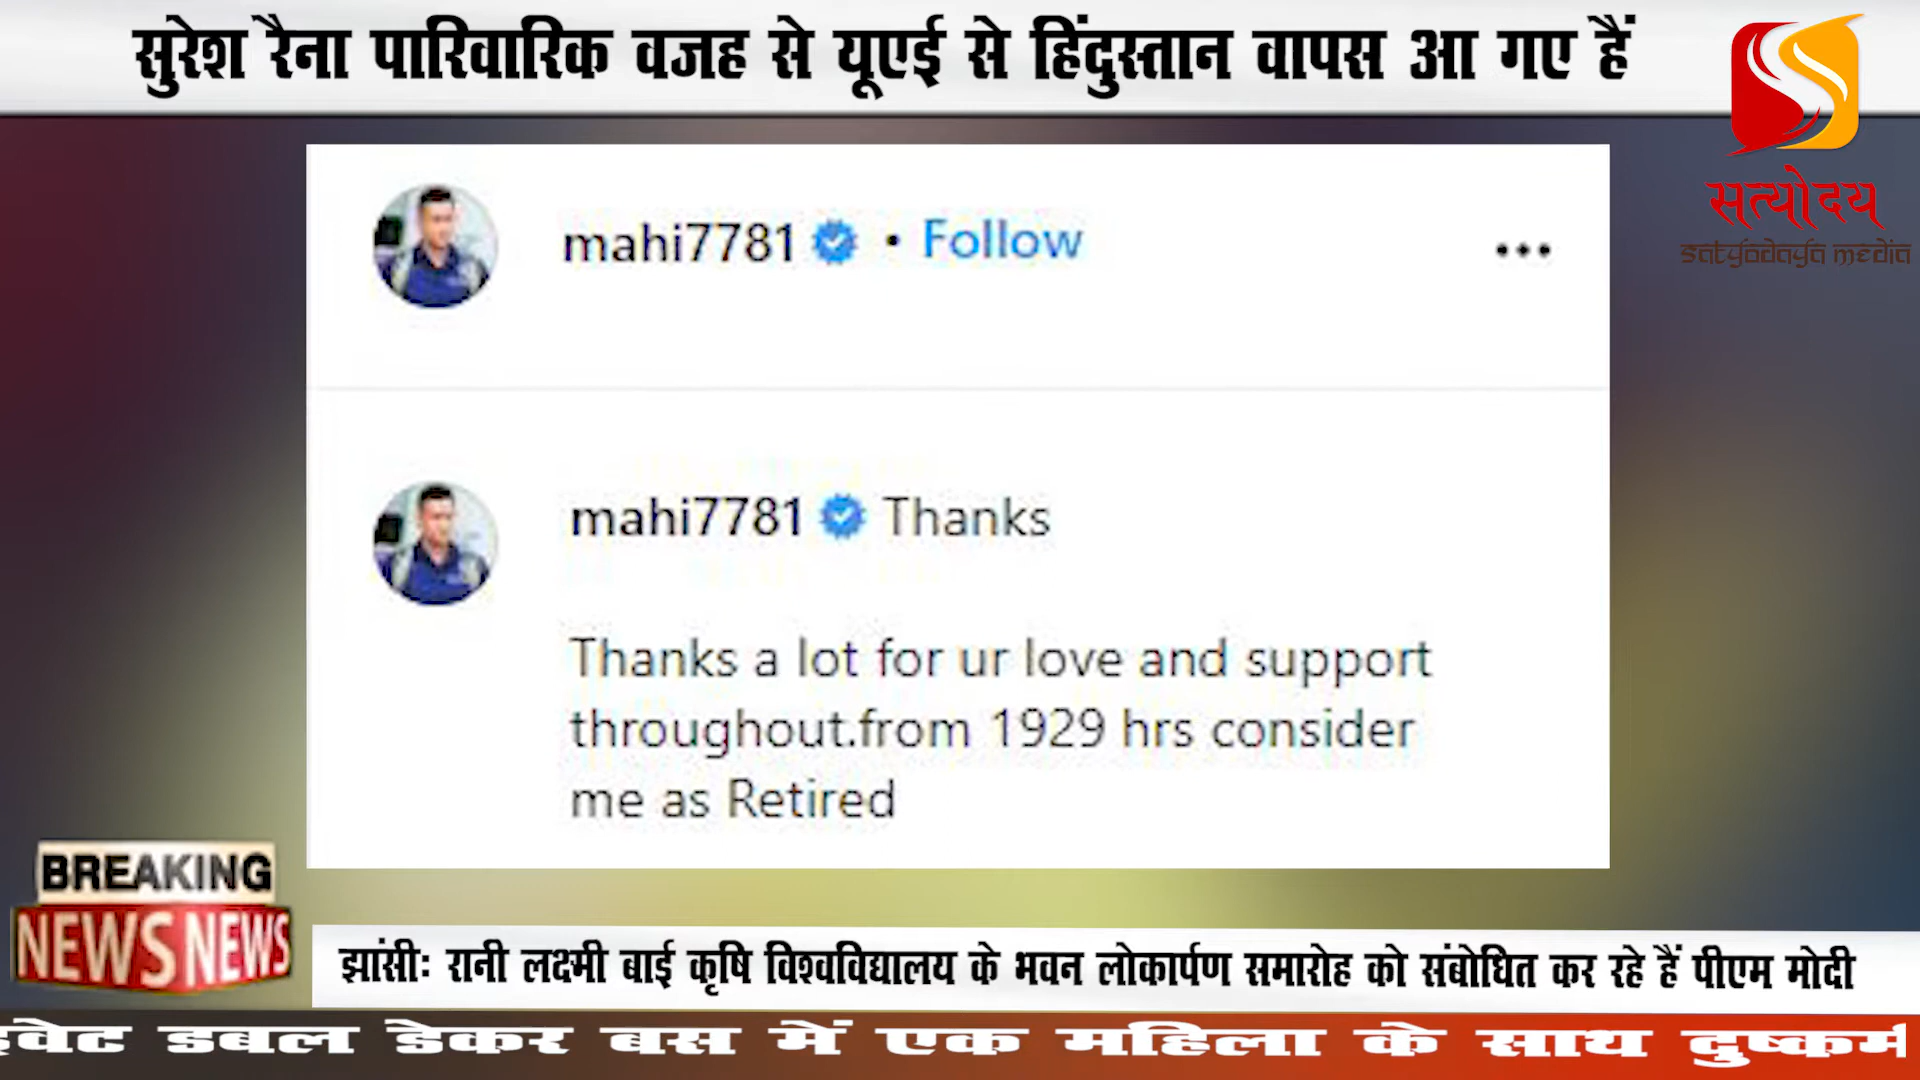 सुरेश रैना पारिवारिक वजह से यूएई से हिंदुस्तान वापस आ गए हैं
सत्योदय
satyodaya media
mahi7781 • Follow
•••
mahi7781 Thanks
Thanks a lot for ur love and support
throughout.from 1929 hrs consider
me as Retired
BREAKING
NEWS NEWS
झांसीः रानी लक्ष्मी बाई कृषि विश्वविद्यालय के भवन लोकार्पण समारोह को संबोधित कर रहे हैं पीएम मोदी
डबल डेकर बस में एक महिला के साथ दुष्कर्म